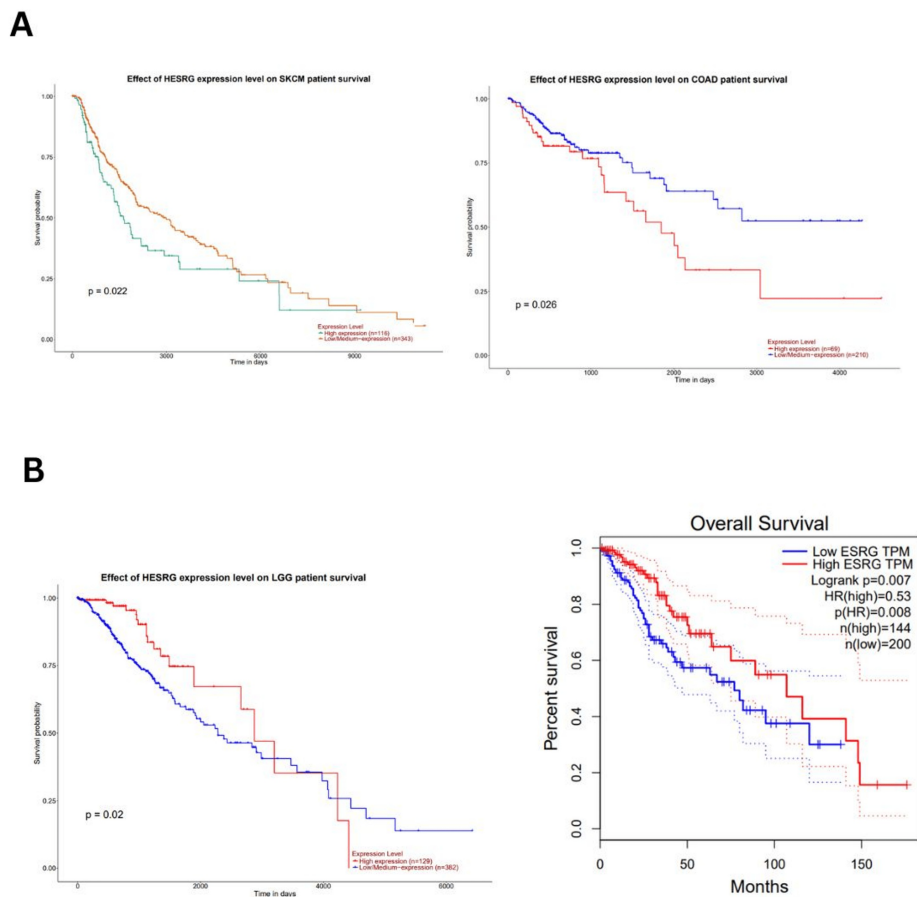 A
Effect of HESRG expression level on SKCM patient survival
1.00
0.75
0.50
0.25
0.00
Survival probability
p = 0.022
Expression Level
High expression (n=116)
Low/Medium-expression (n=343)
0
3000
6000
9000
Time in days
Effect of HESRG expression level on COAD patient survival
1.00
0.75
0.50
0.25
0.00
Survival probability
p = 0.026
Expression Level
High expression (n=69)
Low/Medium-expression (n=210)
0
1000
2000
3000
4000
Time in days
B
Effect of HESRG expression level on LGG patient survival
1.00
0.75
0.50
0.25
0.00
Survival probability
p = 0.02
Expression Level
High expression (n=129)
Low/Medium-expression (n=382)
0
2000
4000
6000
Time in days
Overall Survival
1.0
0.8
0.6
0.4
0.2
0.0
Percent survival
Low ESRG TPM
High ESRG TPM
Logrank p=0.007
HR(high)=0.53
p(HR)=0.008
n(high)=144
n(low)=200
0
50
100
150
Months